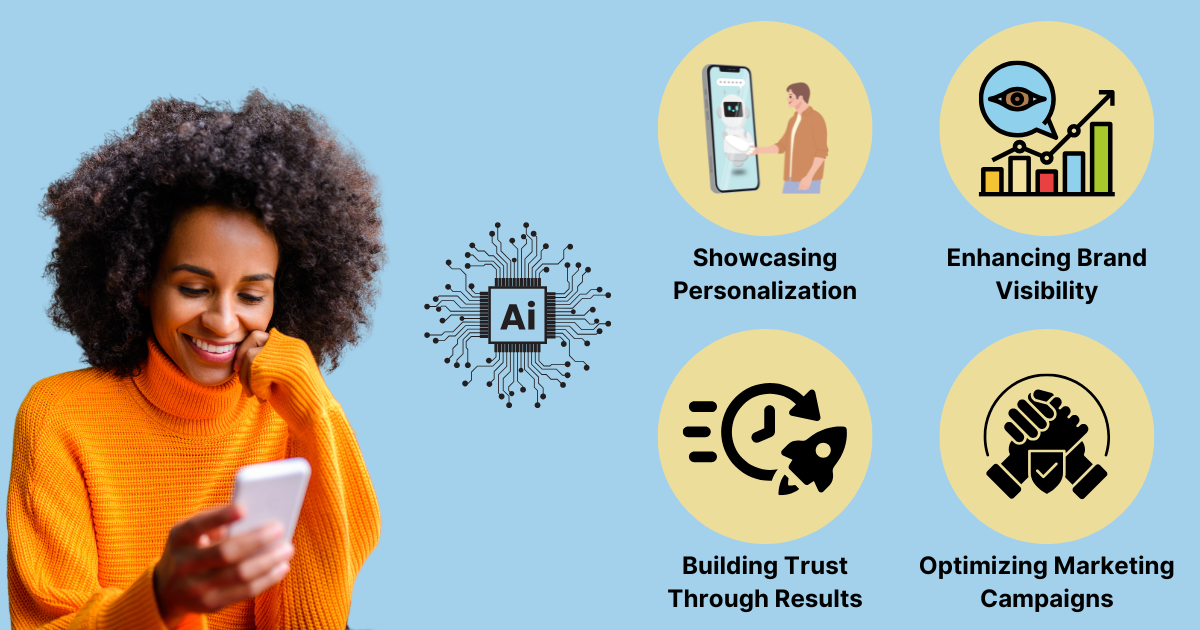 Ai
Showcasing
Personalization
Enhancing Brand
Visibility
Building Trust
Through Results
Optimizing Marketing
Campaigns